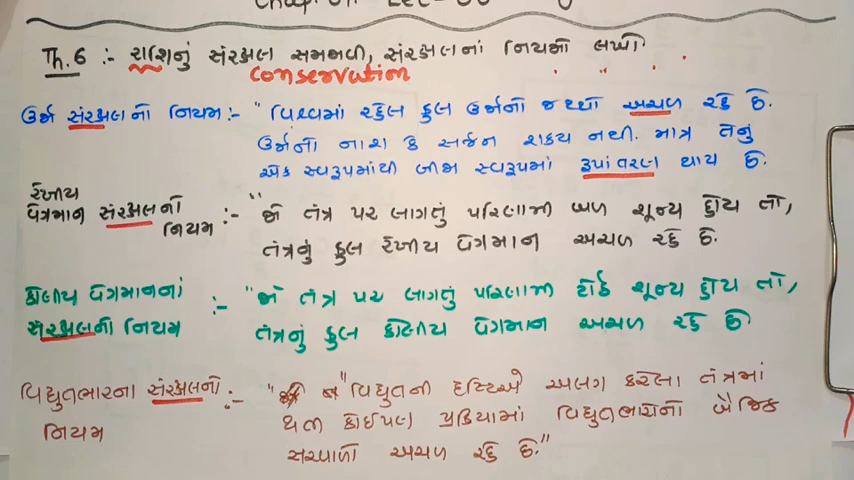 Th. 6 :- રાશિનું સંરક્ષણ સમજાવી, સંરક્ષણનાં નિયમો લખો
Conservation
ઉર્જા સંરક્ષણનો નિયમ :- "વિશ્વમાં રહેલ કુલ ઉર્જાનો જથ્થો અચળ રહે છે.
ઉર્જાનો નાશ કે સર્જન શક્ય નથી. માત્ર તેનું
એક સ્વરૂપમાંથી બીજા સ્વરૂપમાં રૂપાંતરણ થાય છે.
રેખીય
વેગમાન સંરક્ષણનો નિયમ :- "જો તંત્ર પર લાગતું પરિણામી બળ શૂન્ય હોય તો,
તંત્રનું કુલ રેખીય વેગમાન અચળ રહે છે.
કોણીય વેગમાનનાં સંરક્ષણનો નિયમ :- "જો તંત્ર પર લાગતું પરિણામી ટોર્ક શૂન્ય હોય તો,
તંત્રનું કુલ કોણીય વેગમાન અચળ રહે છે
વિદ્યુતભારના સંરક્ષણનો નિયમ :- "વિદ્યુતની દ્રષ્ટિએ અલગ કરેલા તંત્રમાં
થતી કોઈપણ પ્રક્રિયામાં વિદ્યુતભારોનો બૈજિક
સરવાળો અચળ રહે છે."